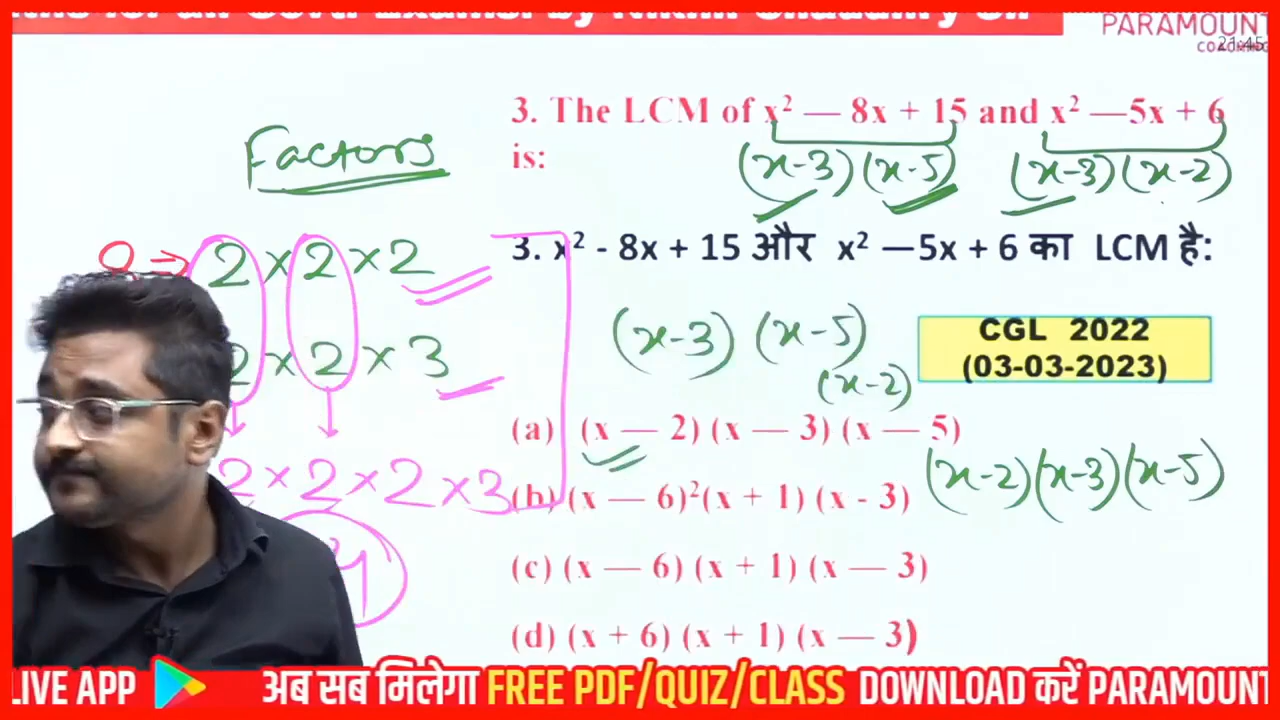 PARAMOUNT
21:45
3. The LCM of x² — 8x + 15 and x² —5x + 6
is:
(x-3) (x-5) (x-3) (x-2)
Factors
3. x² - 8x + 15 और x² —5x + 6 का LCM है:
2 × 2 × 2
(x-3) (x-5)
(x-2)
CGL 2022
(03-03-2023)
2 × 2 × 3
(a) (x — 2) (x — 3) (x — 5)
(x-2)(x-3)(x-5)
2 × 2 × 2 × 3
(b) (x — 6)²(x + 1) (x - 3)
(c) (x — 6) (x + 1) (x — 3)
(d) (x + 6) (x + 1) (x — 3)
LIVE APP अब सब मिलेगा FREE PDF/QUIZ/CLASS DOWNLOAD करें PARAMOUNT